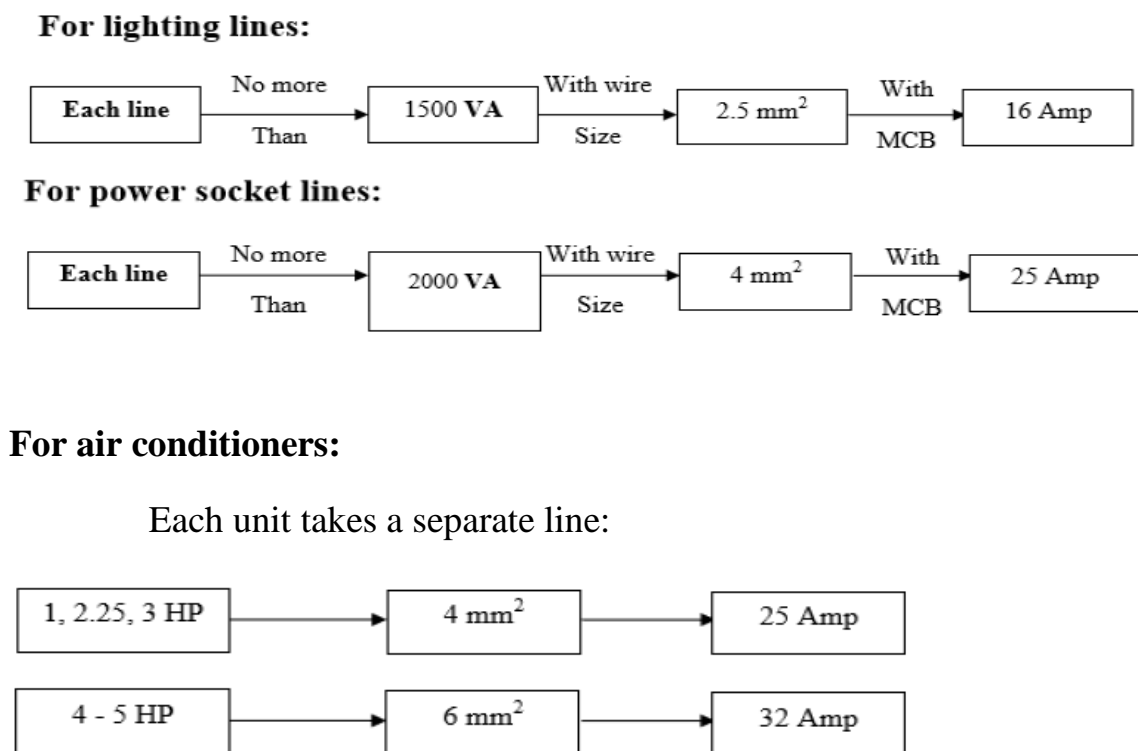 For lighting lines:
Each line No more Than 1500 VA With wire Size 2.5 mm² With MCB 16 Amp
For power socket lines:
Each line No more Than 2000 VA With wire Size 4 mm² With MCB 25 Amp
For air conditioners:
Each unit takes a separate line:
1, 2.25, 3 HP 4 mm² 25 Amp
4 - 5 HP 6 mm² 32 Amp